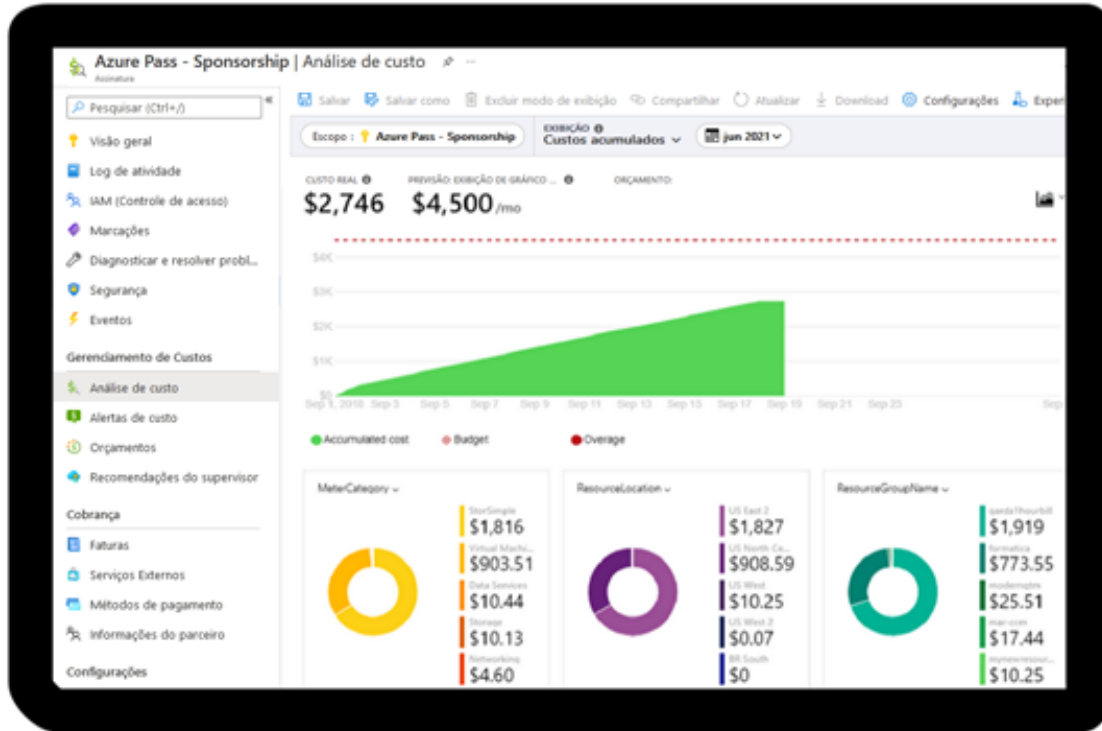 Azure Pass - Sponsorship | Análise de custo
Assinatura
Pesquisar (Ctrl+/)
Visão geral
Log de atividade
IAM (Controle de acesso)
Marcações
Diagnosticar e resolver probl...
Segurança
Eventos
Gerenciamento de Custos
Análise de custo
Alertas de custo
Orçamentos
Recomendações do supervisor
Cobrança
Faturas
Serviços Externos
Métodos de pagamento
Informações do parceiro
Configurações
Salvar Salvar como Excluir modo de exibição Compartilhar Atualizar Download Configurações Exper
Escopo : Azure Pass - Sponsorship
EXIBIÇÃO
Custos acumulados
jun 2021
CUSTO REAL PREVISÃO: EXIBIÇÃO DE GRÁFICO ... ORÇAMENTO:
$2,746 $4,500 /mo
$4K
$3K
$2K
$1K
$0
Sep 1, 2018 Sep 3 Sep 5 Sep 7 Sep 9 Sep 11 Sep 13 Sep 15 Sep 17 Sep 19 Sep 21 Sep 23 Sep
Accumulated cost Budget Overage
MeterCategory
StorSimple
$1,816
Virtual Machi...
$903.51
Data Services
$10.44
Storage
$10.13
Networking
$4.60
ResourceLocation
US East 2
$1,827
US North Ce...
$908.59
US West
$10.25
US West 2
$0.07
BR South
$0
ResourceGroupName
$1,919
$773.55
$25.51
$17.44
mynewresour...
$10.25